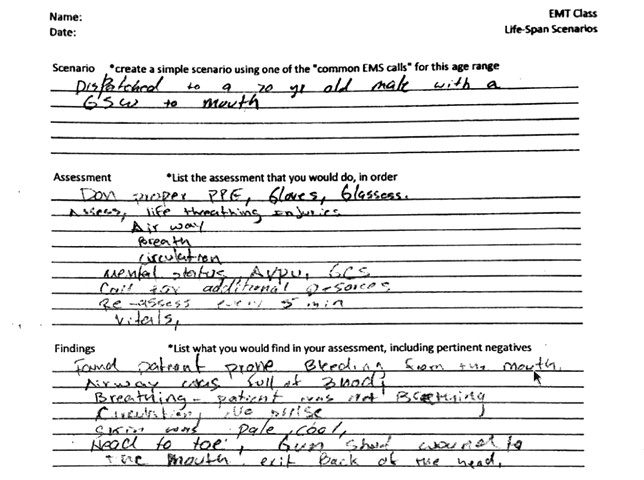 Name:
EMT Class
Date:
Life-Span Scenarios
Scenario *create a simple scenario using one of the "common EMS calls" for this age range
Dispatched to a 70 ye old male with a
GSW to mouth
Assessment *List the assessment that you would do, in order
Don proper PPE, Gloves, Glassess.
Assess, life threathing Injuries
Air way
Breath
circulation
mental status, Avpu, GCS
Call for additional
Re-assess every 5 min
Vitals,
Findings *List what you would find in your assessment, including pertinent negatives
Found patient prone Bleeding from the mouth.
Airway was full of Blood,
Breathing - patient was not Breathing
Circulation, No pulse
Skin was pale, cool,
Head to toe, Gun shot wound to
the mouth exit Back of the head.